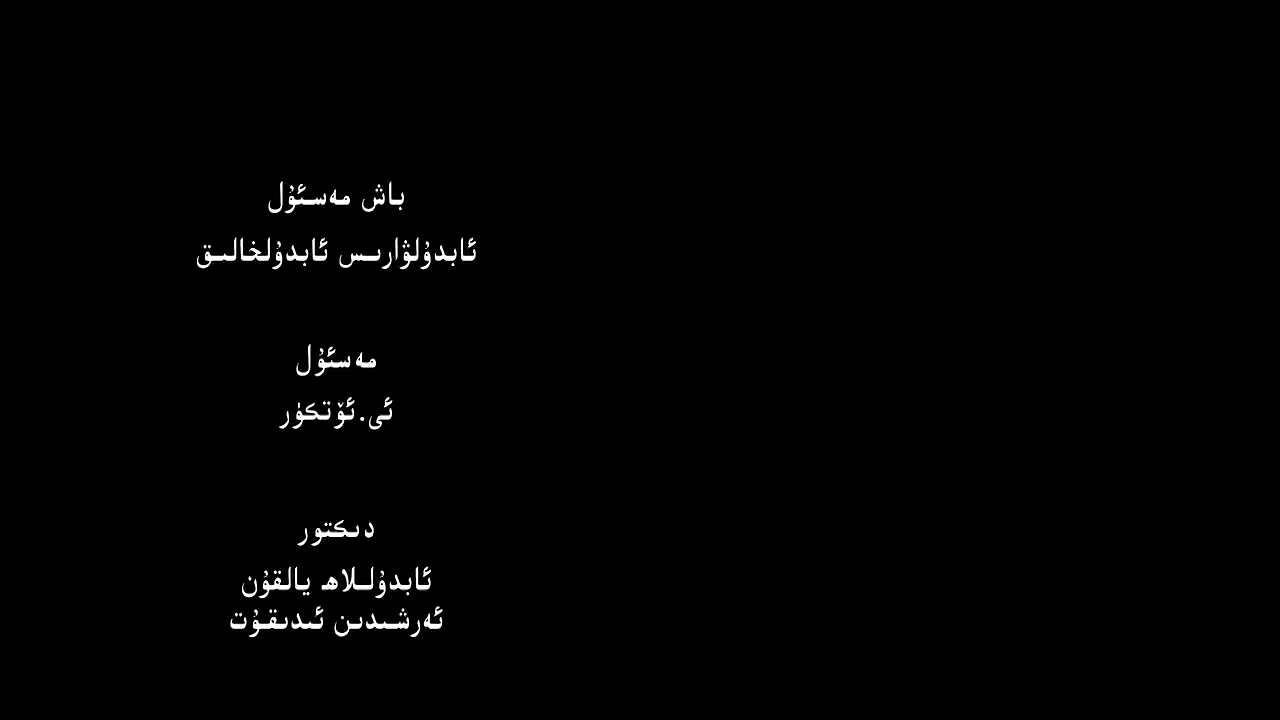 باش مەسئۇل
ئابدۇلۋارىس ئابدۇلخالىق
مەسئۇل
ئى.ئۆتكۈر
دىكتور
ئابدۇللاھ يالقۇن
ئەرشىدىن ئىدىقۇت